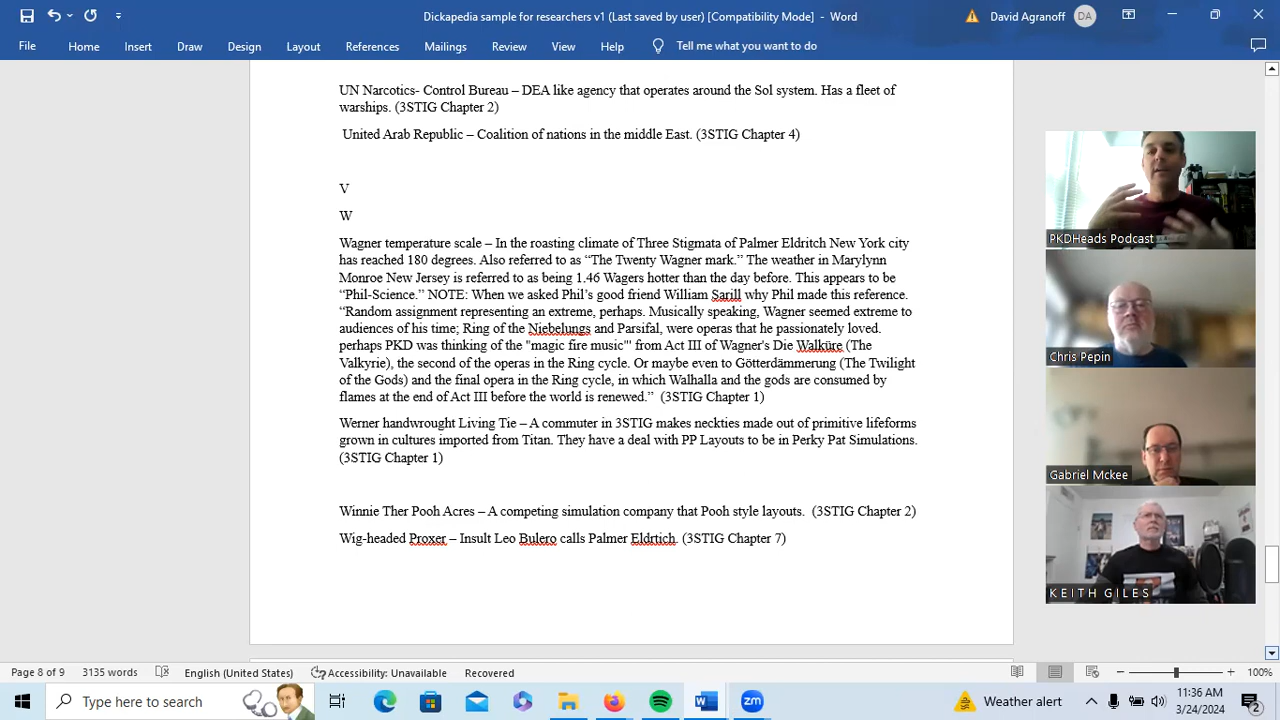 Dickapedia sample for researchers v1 (Last saved by user) [Compatibility Mode] - Word
David Agranoff
DA
File Home Insert Draw Design Layout References Mailings Review View Help Tell me what you want to do
UN Narcotics- Control Bureau – DEA like agency that operates around the Sol system. Has a fleet of
warships. (3STIG Chapter 2)
United Arab Republic – Coalition of nations in the middle East. (3STIG Chapter 4)
V
W
Wagner temperature scale – In the roasting climate of Three Stigmata of Palmer Eldritch New York city
has reached 180 degrees. Also referred to as “The Twenty Wagner mark.” The weather in Marylynn
Monroe New Jersey is referred to as being 1.46 Wagers hotter than the day before. This appears to be
“Phil-Science.” NOTE: When we asked Phil’s good friend William Sarill why Phil made this reference.
“Random assignment representing an extreme, perhaps. Musically speaking, Wagner seemed extreme to
audiences of his time; Ring of the Niebelungs and Parsifal, were operas that he passionately loved.
perhaps PKD was thinking of the "magic fire music"' from Act III of Wagner's Die Walküre (The
Valkyrie), the second of the operas in the Ring cycle. Or maybe even to Götterdämmerung (The Twilight
of the Gods) and the final opera in the Ring cycle, in which Walhalla and the gods are consumed by
flames at the end of Act III before the world is renewed.” (3STIG Chapter 1)
Werner handwrought Living Tie – A commuter in 3STIG makes neckties made out of primitive lifeforms
grown in cultures imported from Titan. They have a deal with PP Layouts to be in Perky Pat Simulations.
(3STIG Chapter 1)
Winnie Ther Pooh Acres – A competing simulation company that Pooh style layouts. (3STIG Chapter 2)
Wig-headed Proxer – Insult Leo Bulero calls Palmer Eldrtich. (3STIG Chapter 7)
PKDHeads Podcast
Chris Pepin
Gabriel Mckee
KEITH GILES
Page 8 of 9 3135 words English (United States) Accessibility: Unavailable Recovered 100%
Type here to search
Weather alert
11:36 AM
3/24/2024
2